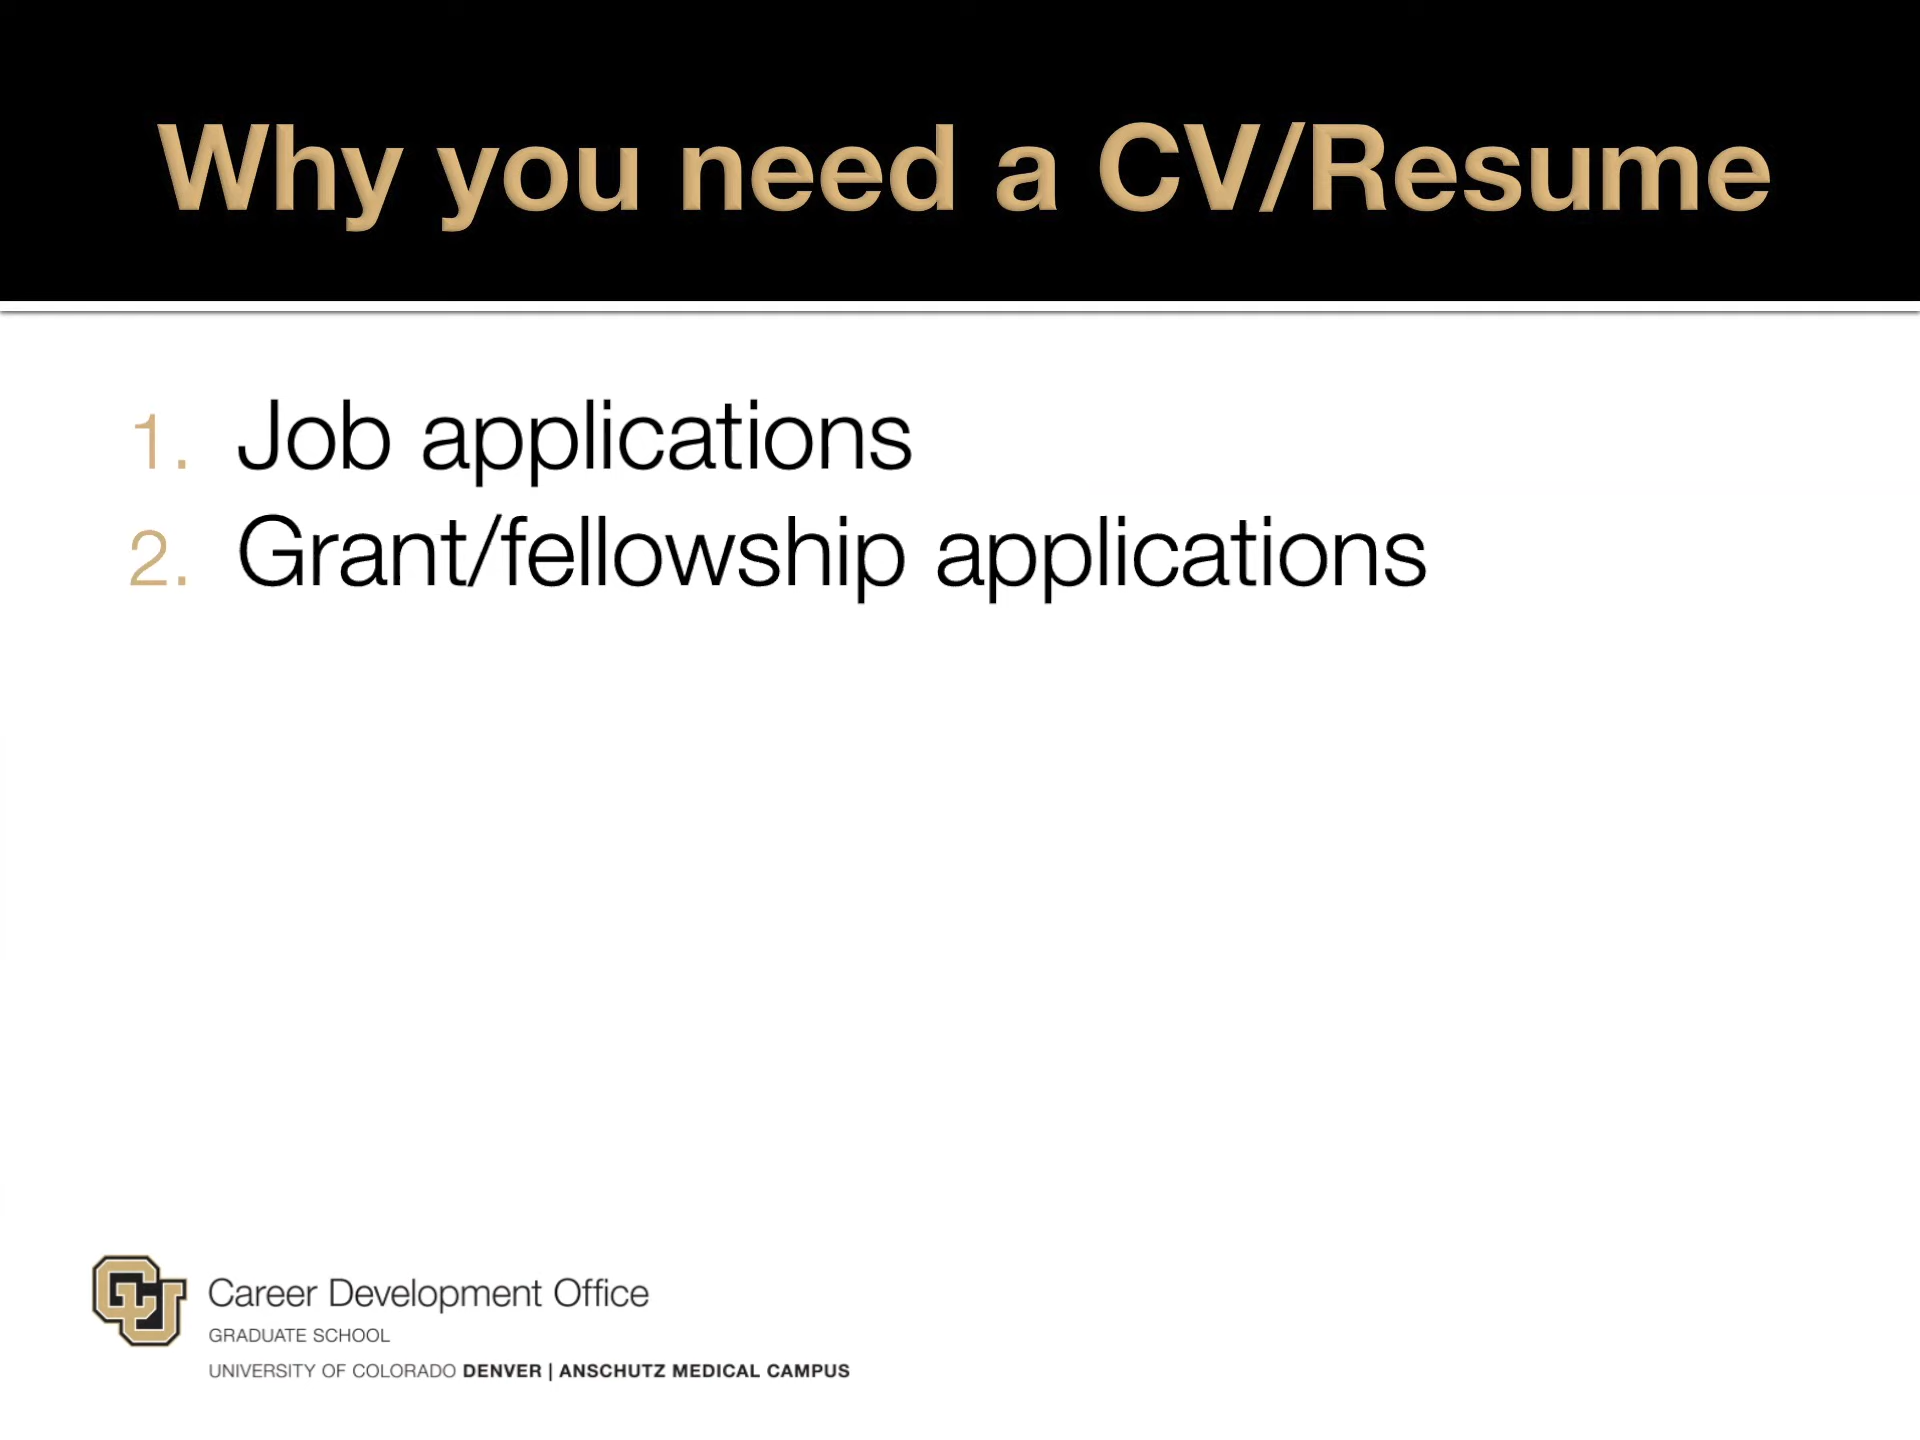 Why you need a CV/Resume
1. Job applications
2. Grant/fellowship applications
CU
Career Development Office
GRADUATE SCHOOL
UNIVERSITY OF COLORADO DENVER | ANSCHUTZ MEDICAL CAMPUS